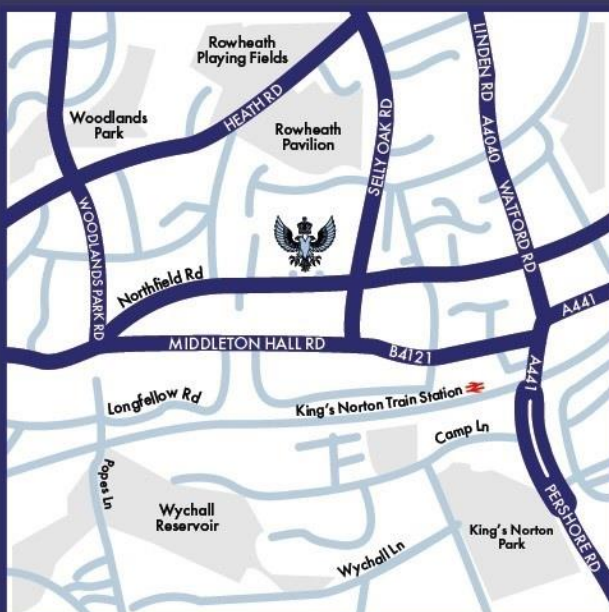 Rowheath
Playing Fields
LINDEN RD
A4040
WATFORD RD
HEATH RD
Woodlands
Park
Rowheath
Pavilion
SELLY OAK RD
WOODLANDS PARK RD
Northfield Rd
A441
MIDDLETON HALL RD
B4121
A441
Longfellow Rd
King's Norton Train Station
Camp Ln
Popes Ln
Wychall
Reservoir
PERSHORE RD
King's Norton
Park
Wychall Ln